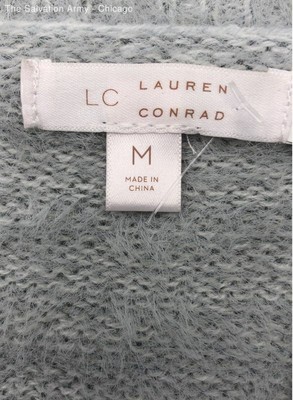 The Salvation Army - Chicago
LC LAUREN
CONRAD
M
MADE IN
CHINA